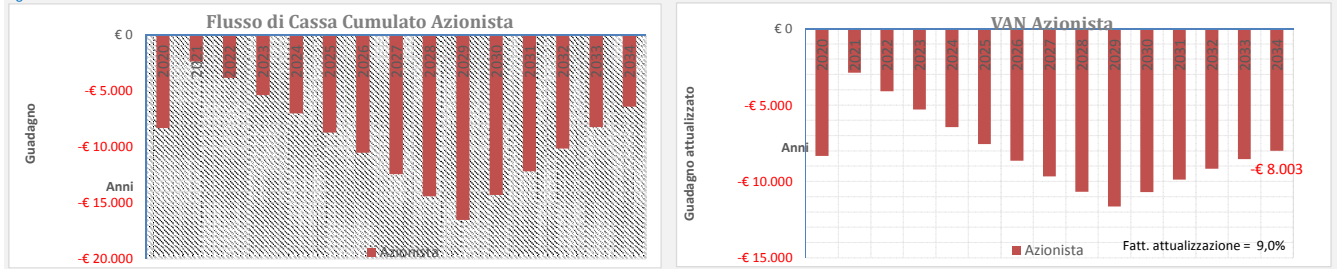 Flusso di Cassa Cumulato Azionista
€ 0
-€ 5.000
-€ 10.000
-€ 15.000
-€ 20.000
Guadagno
Anni
2020 2021 2022 2023 2024 2025 2026 2027 2028 2029 2030 2031 2032 2033 2034
Azionista
VAN Azionista
€ 0
-€ 5.000
-€ 10.000
-€ 15.000
Guadagno attualizzato
Anni
2020 2021 2022 2023 2024 2025 2026 2027 2028 2029 2030 2031 2032 2033 2034
-€ 8.003
Azionista
Fatt. attualizzazione = 9,0%